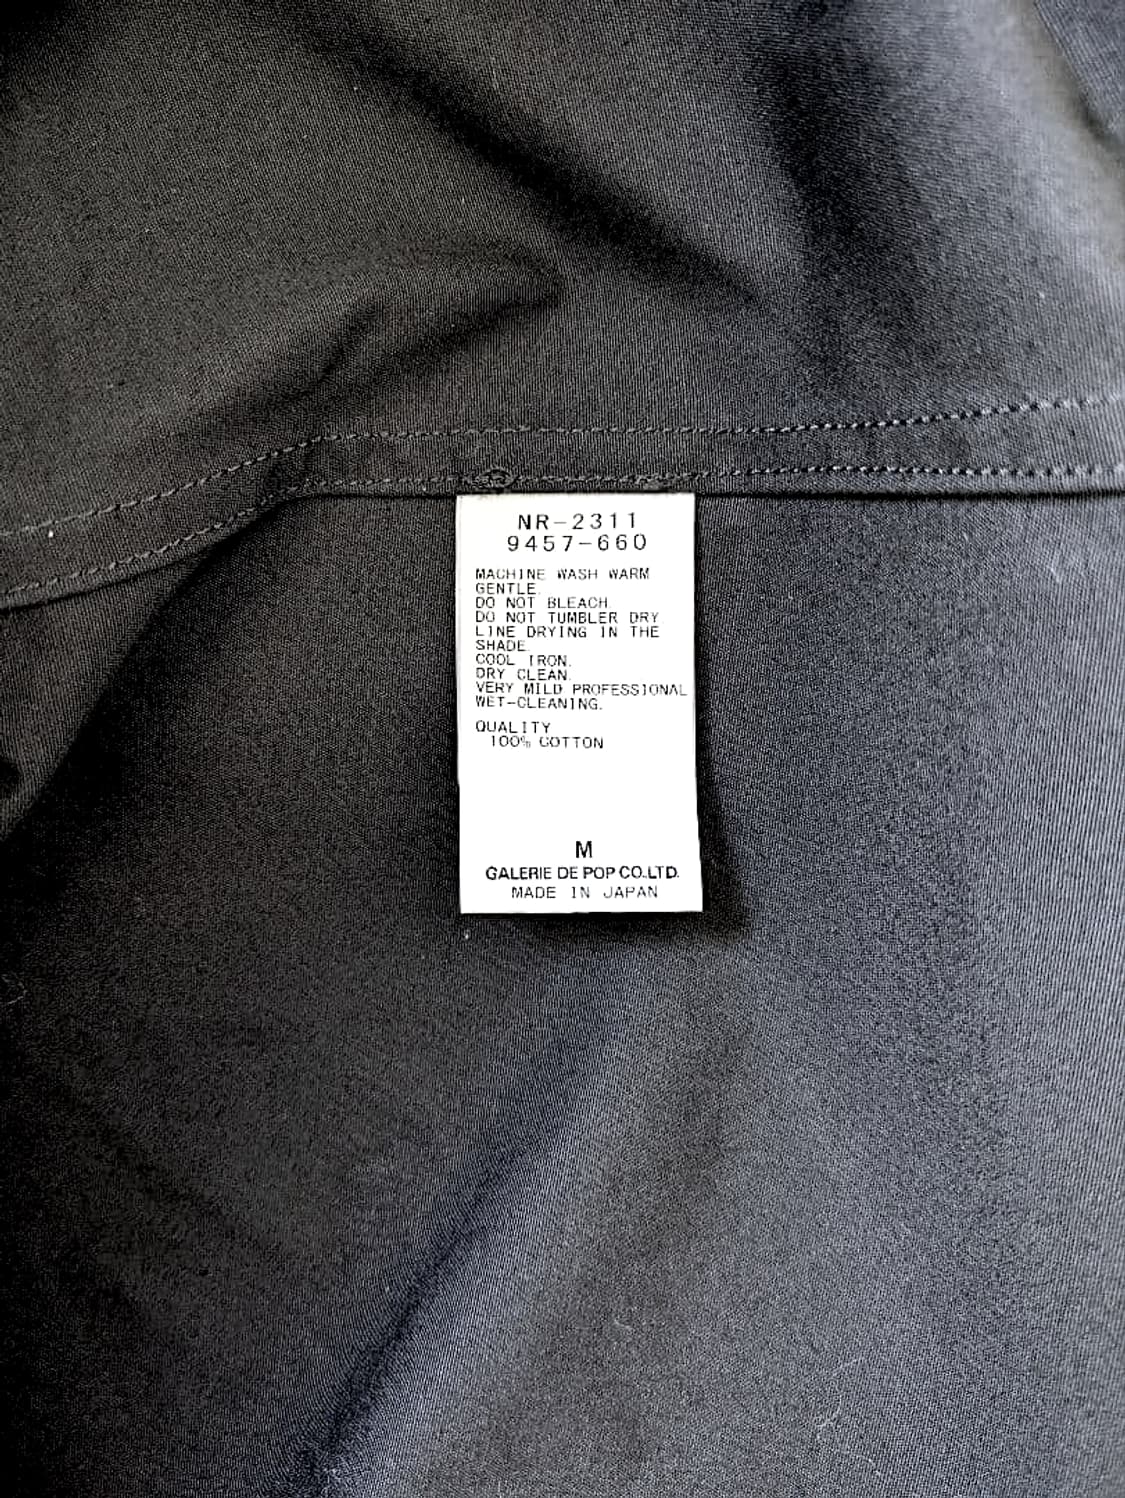 NR-2311
9457-660
MACHINE WASH WARM
GENTLE.
DO NOT BLEACH.
DO NOT TUMBLER DRY
LINE DRYING IN THE
SHADE.
COOL IRON.
DRY CLEAN.
VERY MILD PROFESSIONAL
WET-CLEANING.
QUALITY
100% COTTON
M
GALERIE DE POP CO.,LTD.
MADE IN JAPAN